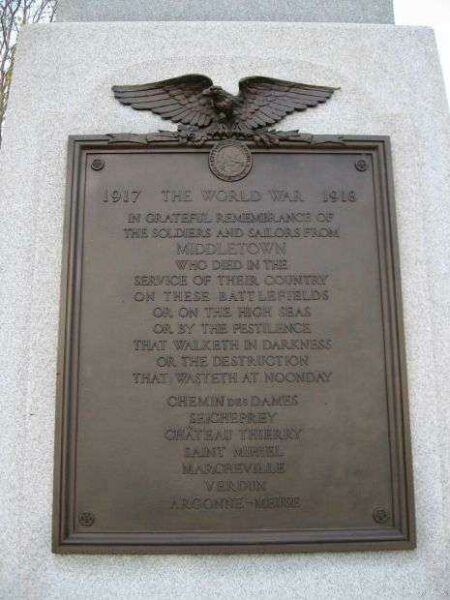 1917 THE WORLD WAR 1918
IN GRATEFUL REMEMBRANCE OF
THE SOLDIERS AND SAILORS FROM
MIDDLETOWN
WHO DIED IN THE
SERVICE OF THEIR COUNTRY
ON THESE BATTLEFIELDS
OR ON THE HIGH SEAS
OR BY THE PESTILENCE
THAT WALKETH IN DARKNESS
OR THE DESTRUCTION
THAT WASTETH AT NOONDAY
CHEMIN DES DAMES
SEICHEPREY
CHÂTEAU THIERRY
SAINT MIHIEL
MARCHEVILLE
VERDUN
ARGONNE-MEUSE